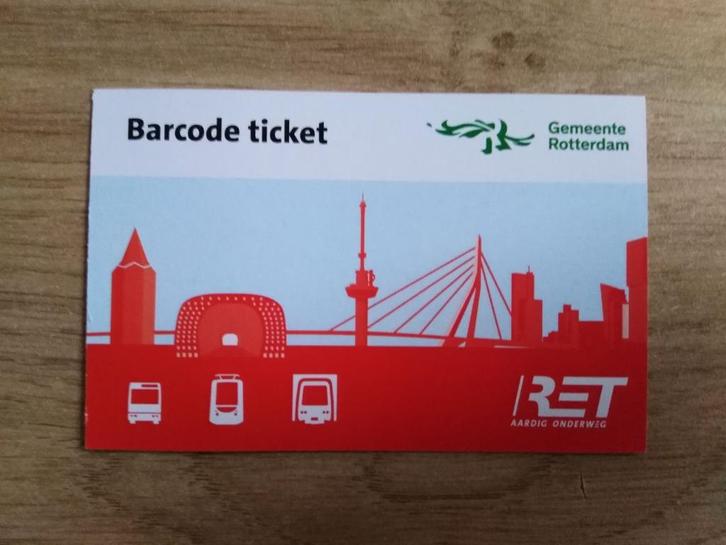 Barcode ticket
Gemeente
Rotterdam
RET
AARDIG ONDERWEG